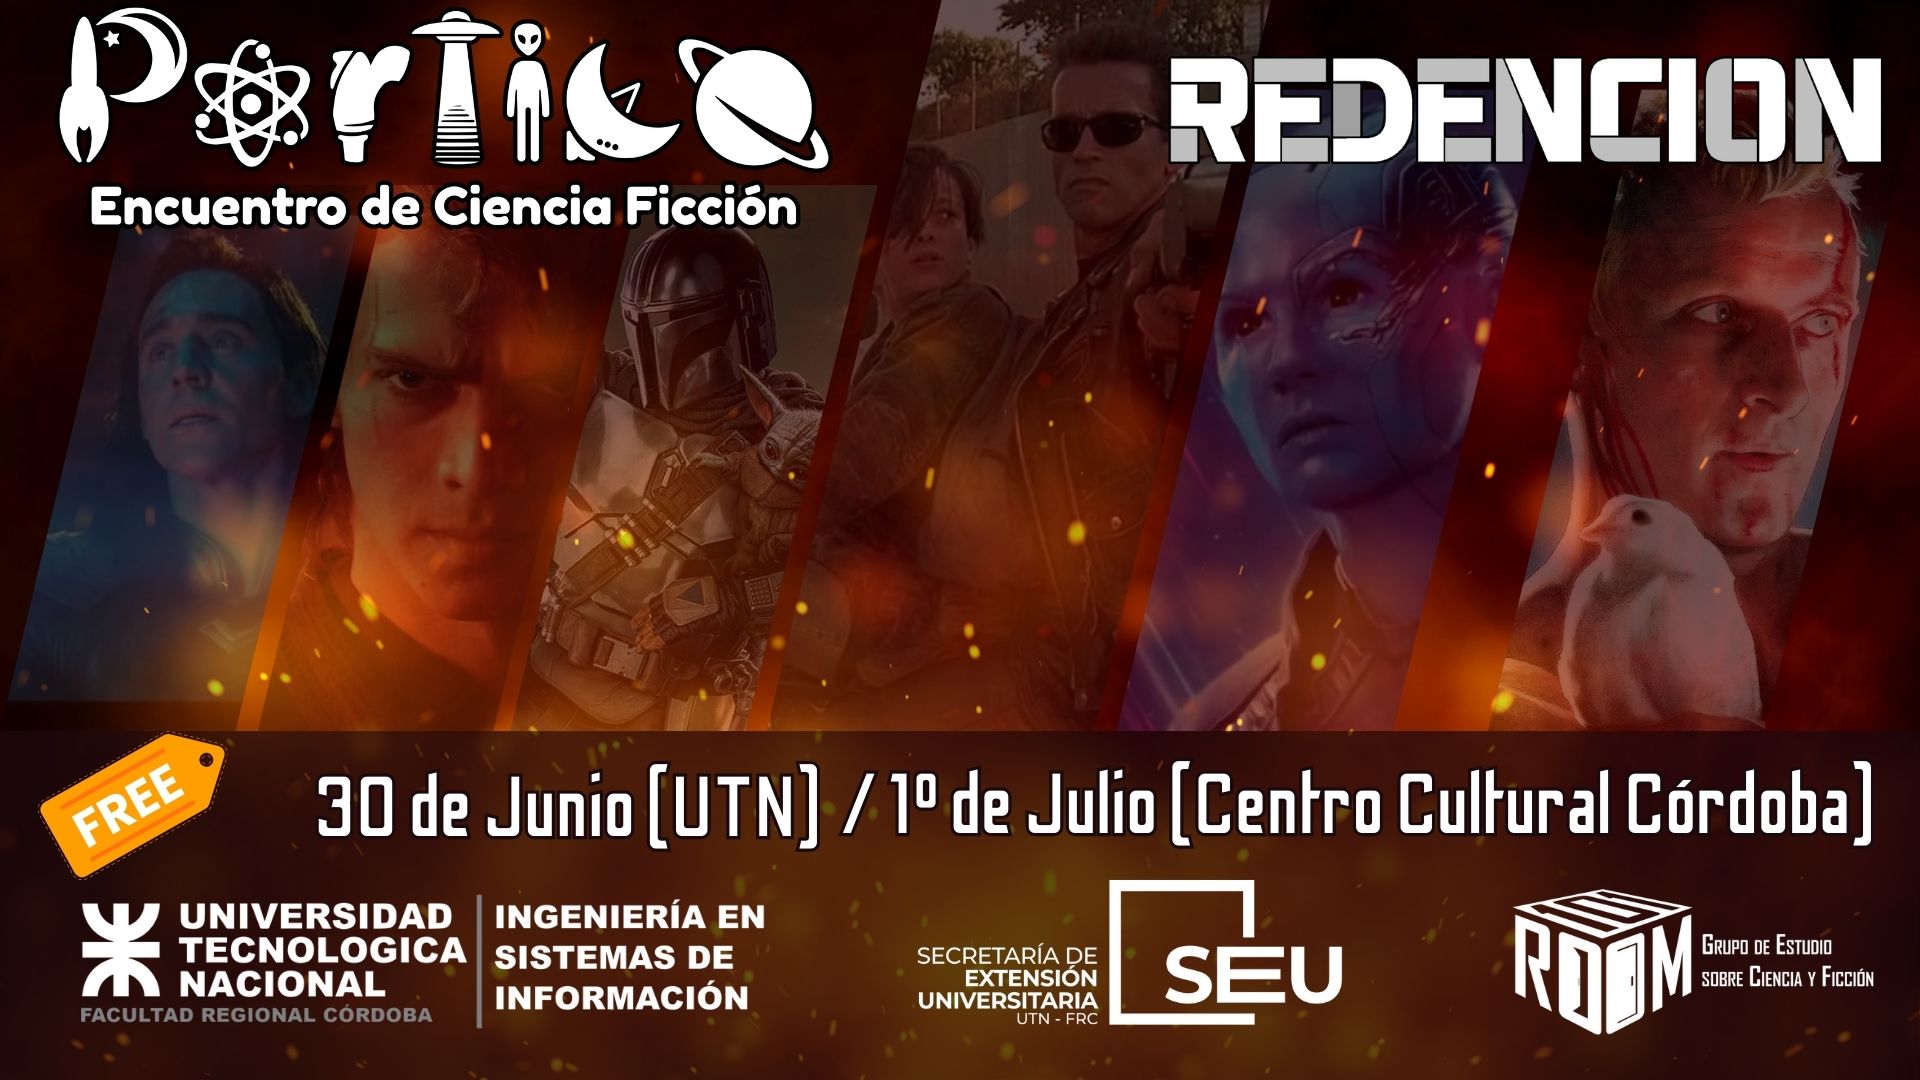 Pórtico
Encuentro de Ciencia Ficción
REDENCION
FREE
30 de Junio (UTN) / 1º de Julio (Centro Cultural Córdoba)
UNIVERSIDAD
TECNOLOGICA
NACIONAL
FACULTAD REGIONAL CÓRDOBA
INGENIERÍA EN
SISTEMAS DE
INFORMACIÓN
SECRETARÍA DE
EXTENSIÓN
UNIVERSITARIA
UTN - FRC
SEU
ROOM
Grupo de Estudio
sobre Ciencia y Ficción